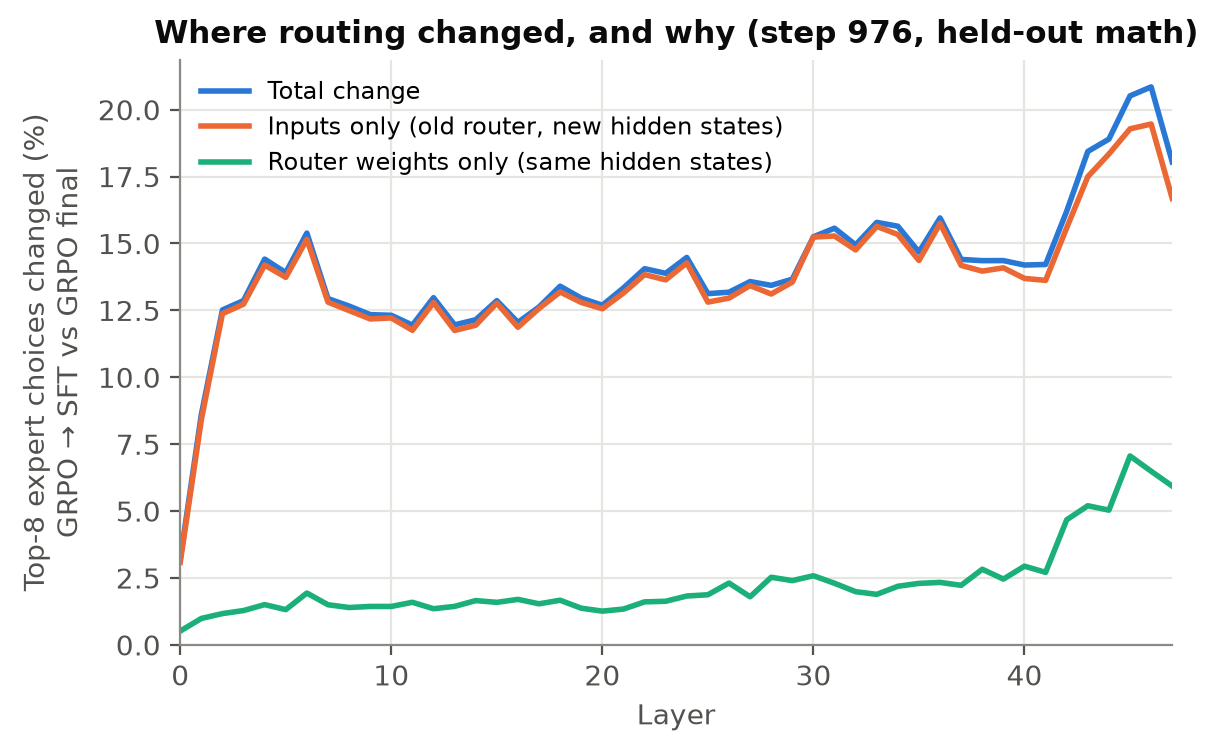 Where routing changed, and why (step 976, held-out math)
Total change
Inputs only (old router, new hidden states)
Router weights only (same hidden states)
Top-8 expert choices changed (%)
GRPO → SFT vs GRPO final
20.0
17.5
15.0
12.5
10.0
7.5
5.0
2.5
0.0
0 10 20 30 40
Layer